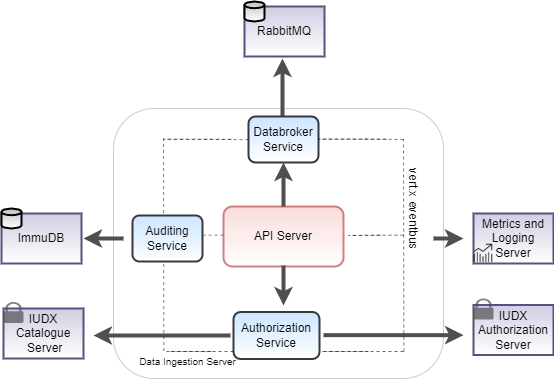 RabbitMQ
Databroker
Service
vert.x eventbus
Auditing
Service
API Server
ImmuDB
Metrics and
Logging
Server
IUDX
Catalogue
Server
Authorization
Service
IUDX
Authorization
Server
Data Ingestion Server